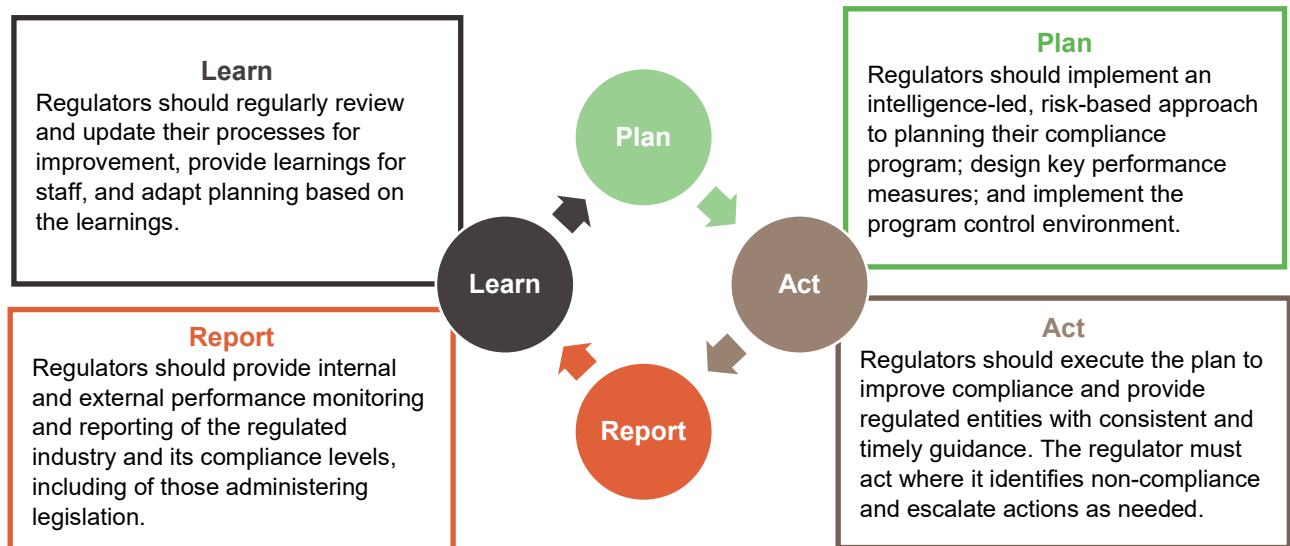 Learn
Regulators should regularly review
and update their processes for
improvement, provide learnings for
staff, and adapt planning based on
the learnings.
Plan
Regulators should implement an
intelligence-led, risk-based approach
to planning their compliance
program; design key performance
measures; and implement the
program control environment.
Plan
Learn
Act
Report
Report
Regulators should provide internal
and external performance monitoring
and reporting of the regulated
industry and its compliance levels,
including of those administering
legislation.
Act
Regulators should execute the plan to
improve compliance and provide
regulated entities with consistent and
timely guidance. The regulator must
act where it identifies non-compliance
and escalate actions as needed.